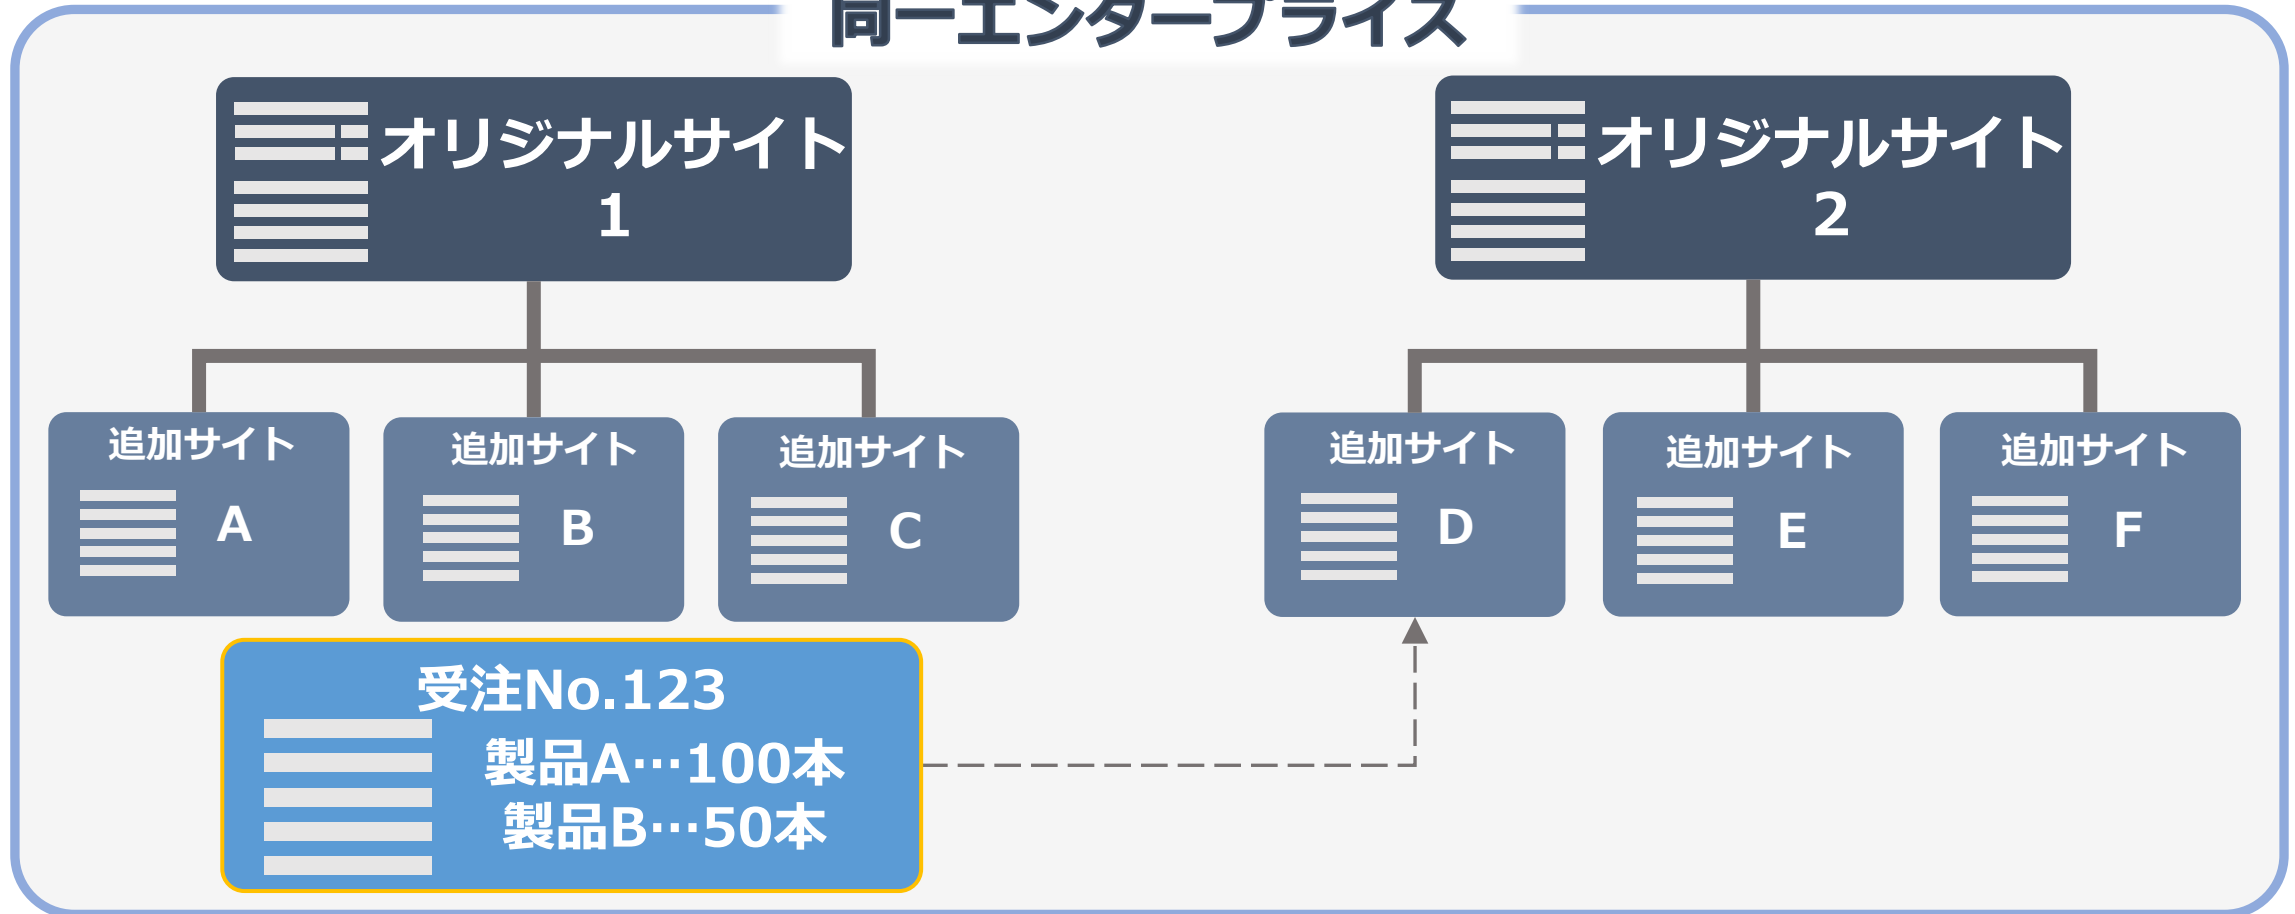 同一エンタープライズ
オリジナルサイト
1
オリジナルサイト
2
追加サイト
A
追加サイト
B
追加サイト
C
追加サイト
D
追加サイト
E
追加サイト
F
受注No.123
製品A…100本
製品B…50本